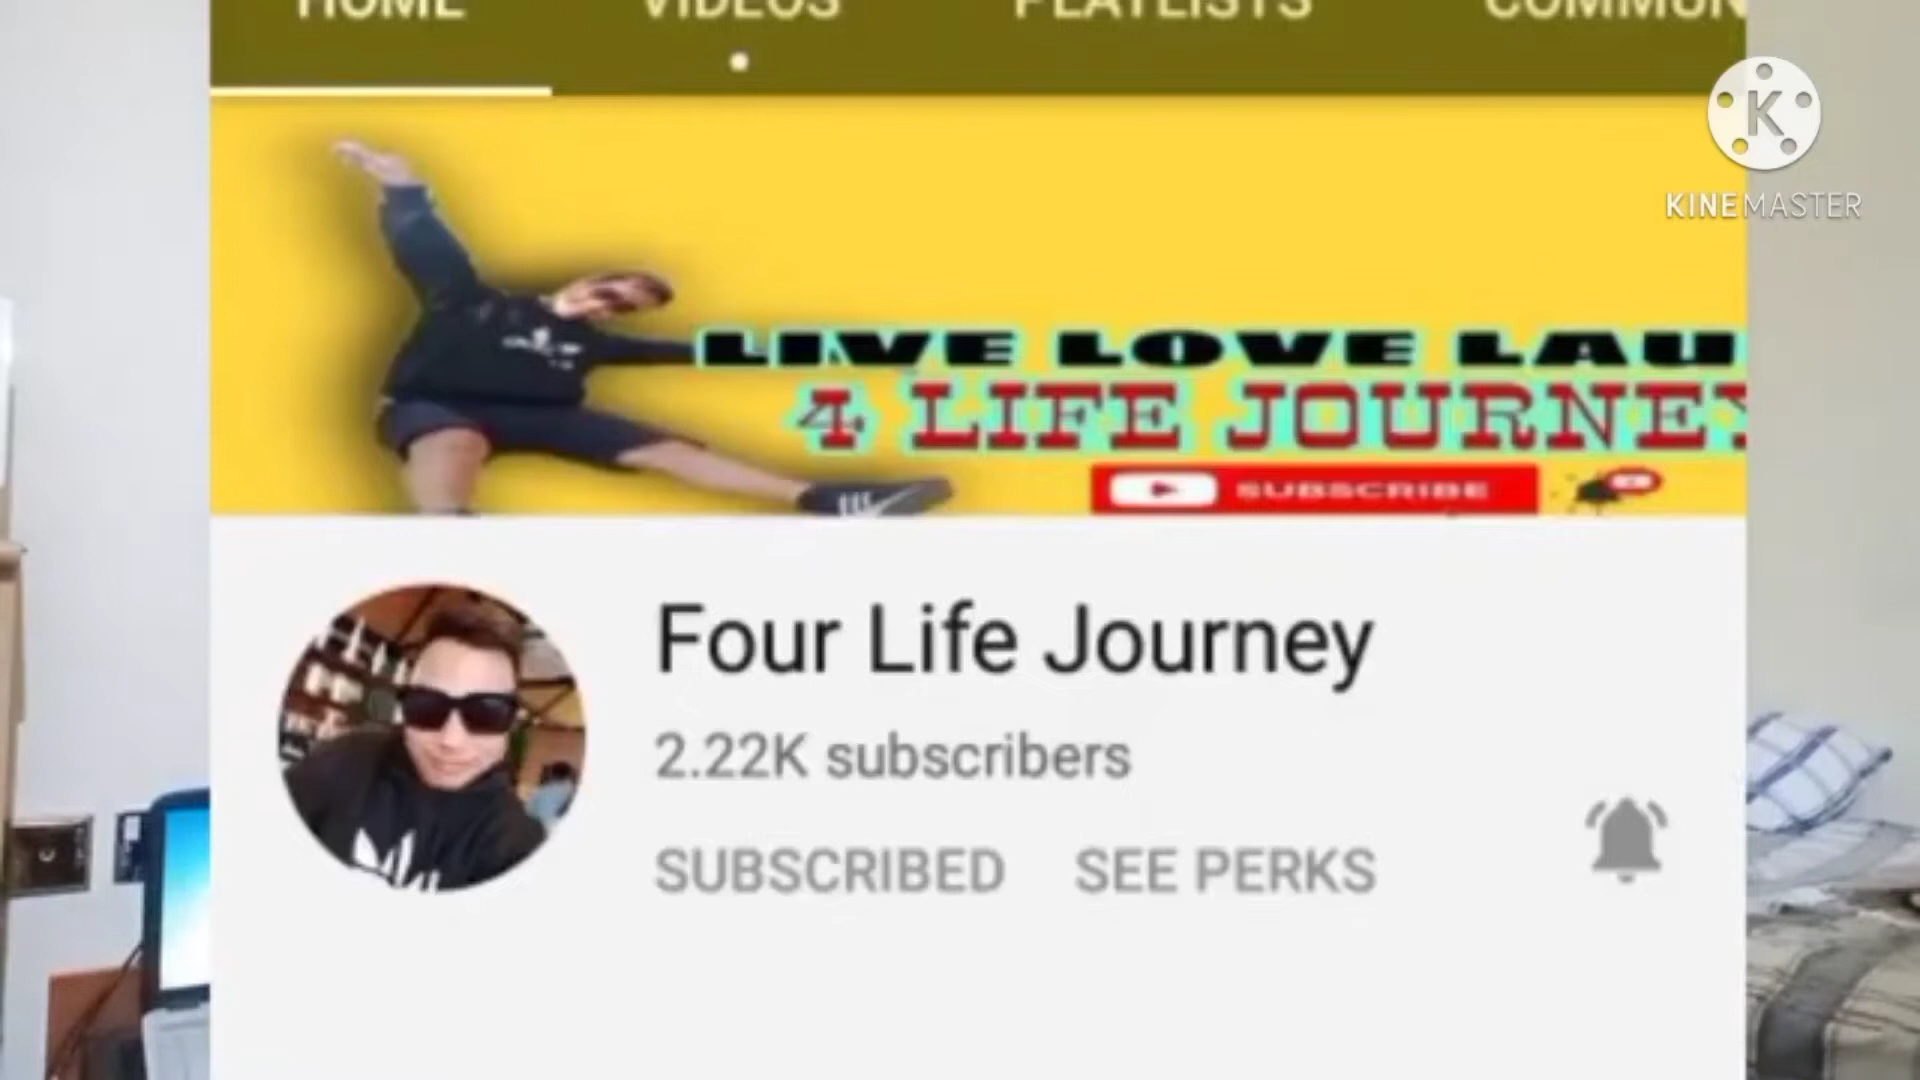 HOME VIDEOS PLAYLISTS COMMUN
K
KINEMASTER
LIVE LOVE LAU
4 LIFE JOURNEY
SUBSCRIBE
Four Life Journey
2.22K subscribers
SUBSCRIBED SEE PERKS